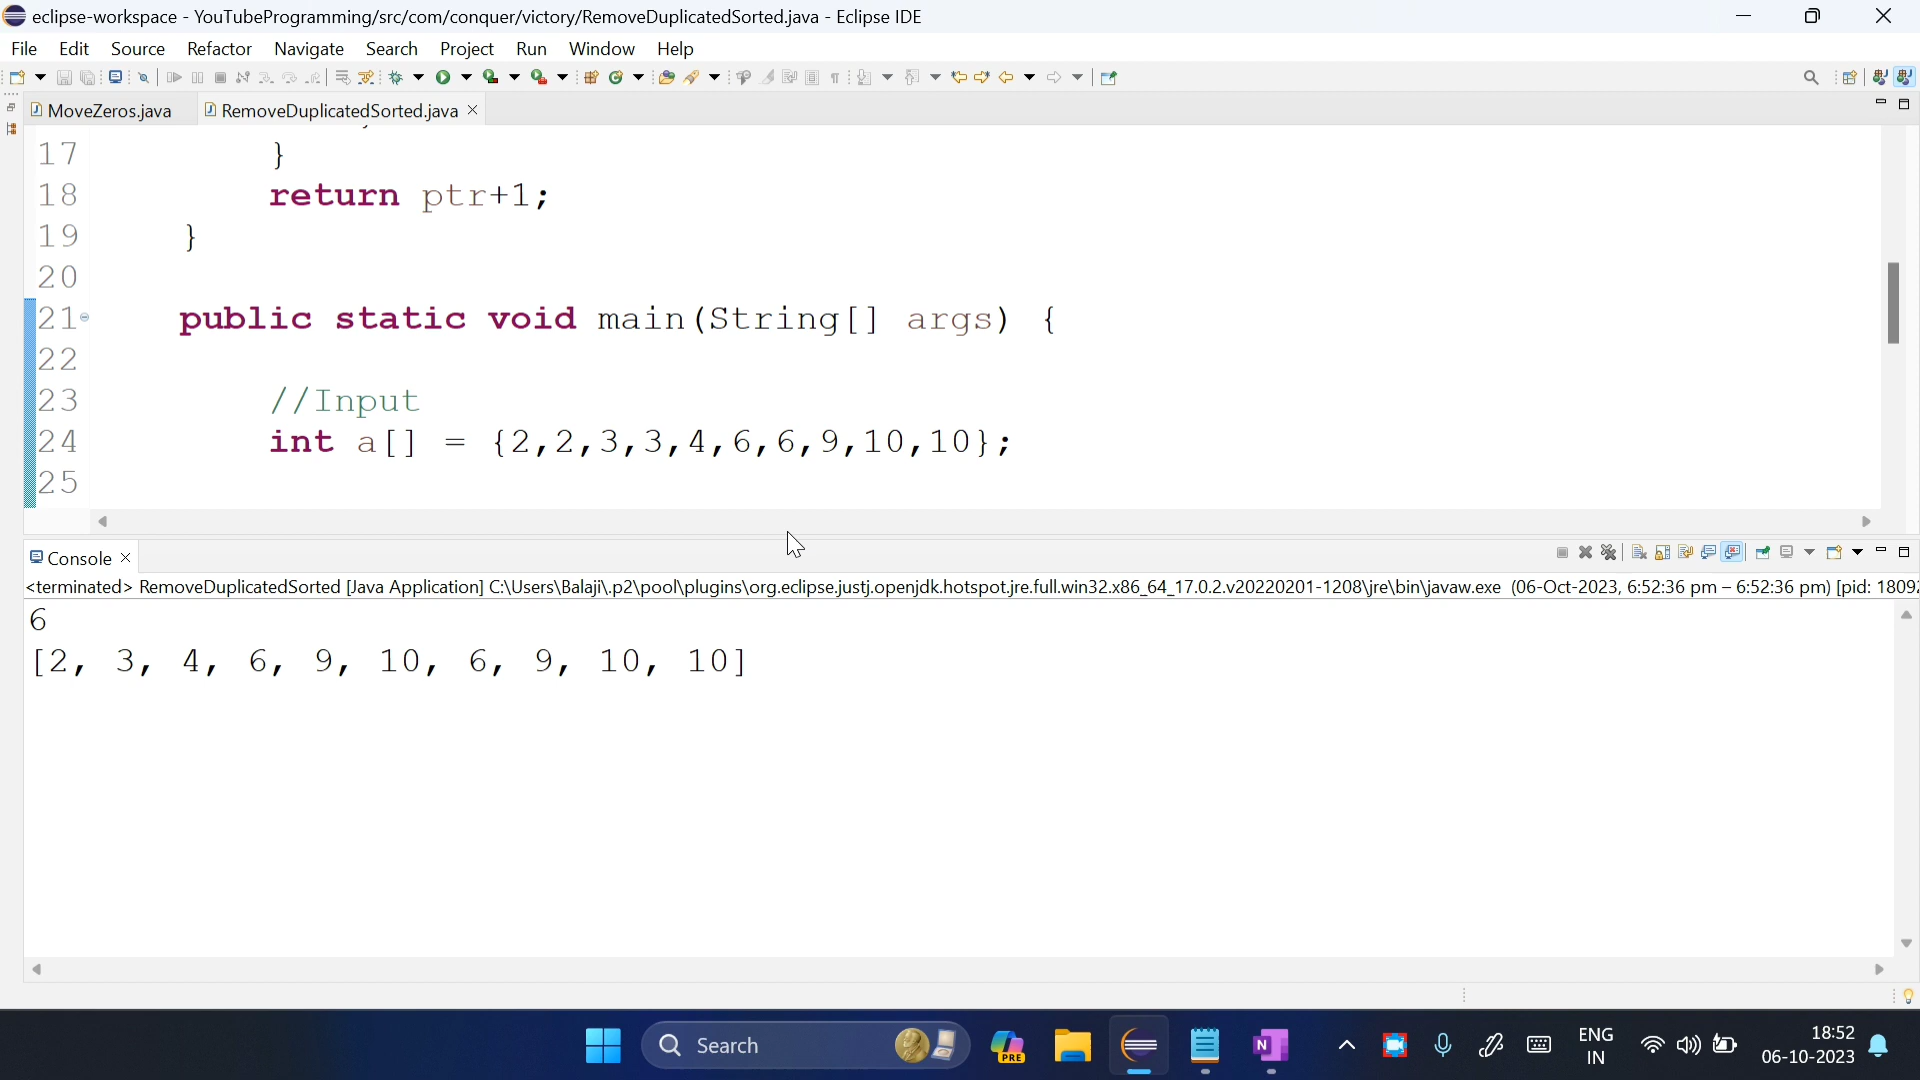 eclipse-workspace - YouTubeProgramming/src/com/conquer/victory/RemoveDuplicatedSorted.java - Eclipse IDE
File Edit Source Refactor Navigate Search Project Run Window Help
MoveZeros.java RemoveDuplicatedSorted.java
17 }
18 return ptr+1;
19 }
20
21 public static void main(String[] args) {
22
23 //Input
24 int a[] = {2,2,3,3,4,6,6,9,10,10};
25
Console
<terminated> RemoveDuplicatedSorted [Java Application] C:\Users\Balaji\.p2\pool\plugins\org.eclipse.justj.openjdk.hotspot.jre.full.win32.x86_64_17.0.2.v20220201-1208\jre\bin\javaw.exe (06-Oct-2023, 6:52:36 pm – 6:52:36 pm) [pid: 1809
6
[2, 3, 4, 6, 9, 10, 6, 9, 10, 10]
Search
PRE
N
ENG
IN
18:52
06-10-2023